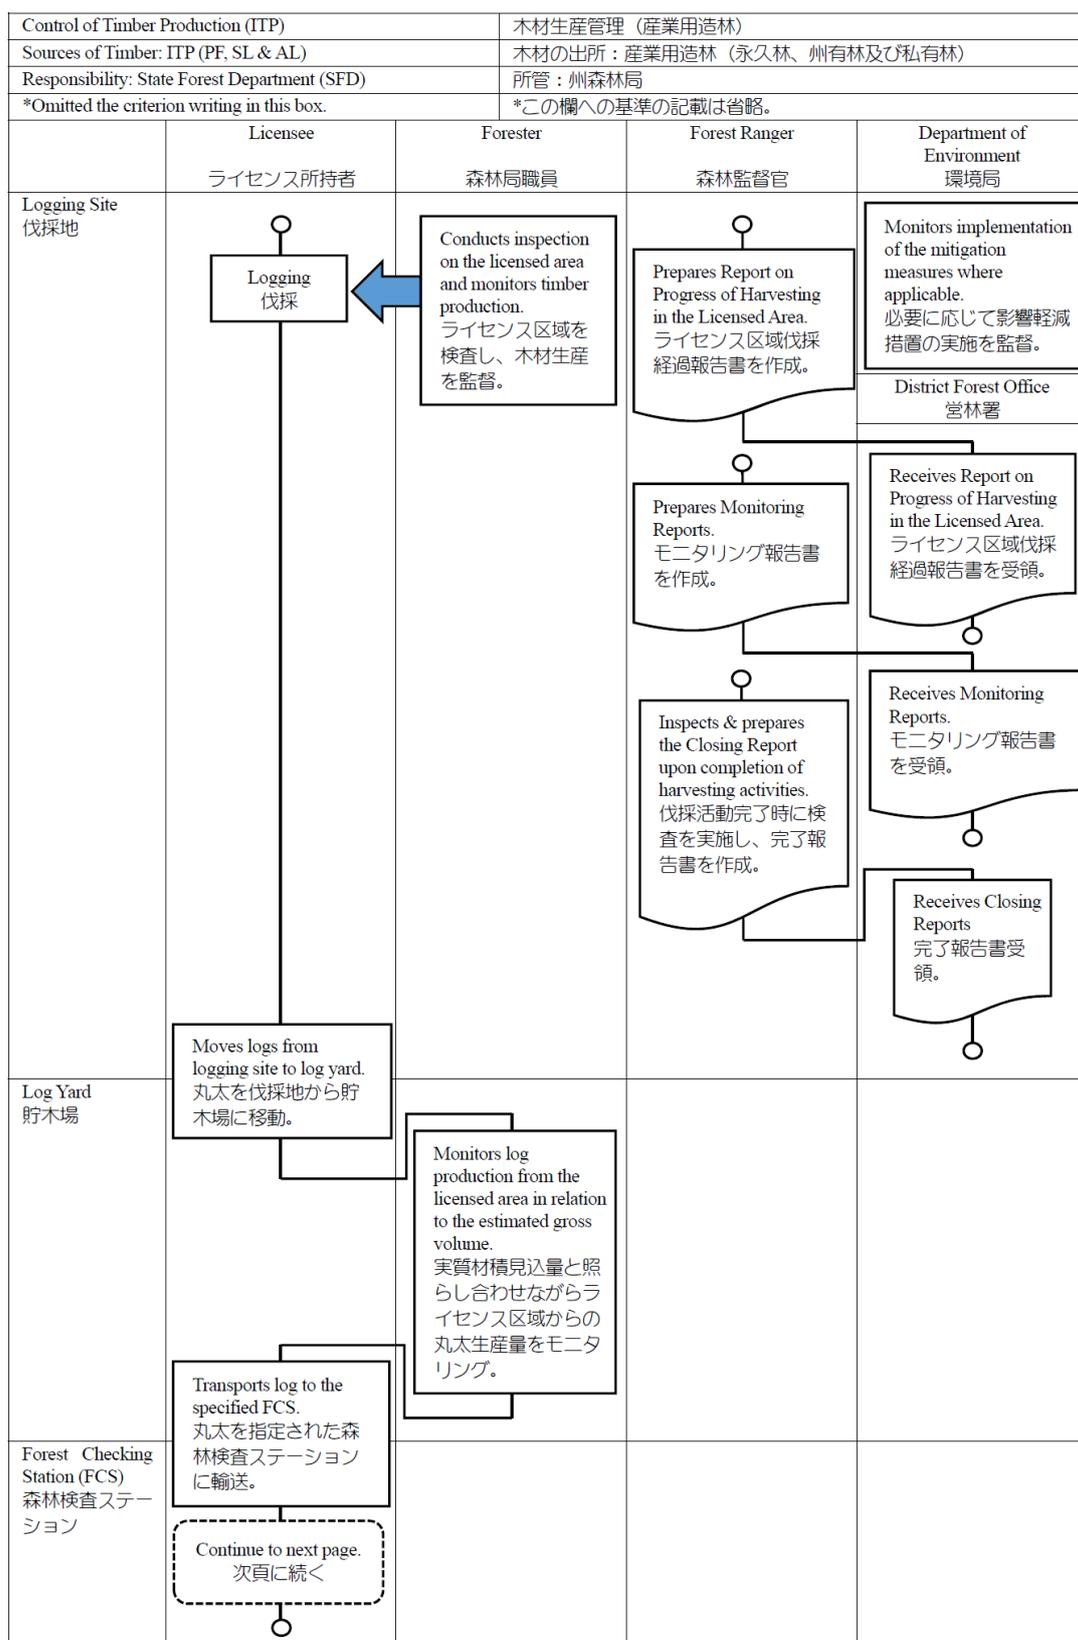 Control of Timber Production (ITP)
木材生産管理（産業用造林）
Sources of Timber: ITP (PF, SL & AL)
木材の出所：産業用造林（永久林、州有林及び私有林）
Responsibility: State Forest Department (SFD)
所管：州森林局
*Omitted the criterion writing in this box.
*この欄への基準の記載は省略。
Licensee
ライセンス所持者
Forester
森林局職員
Forest Ranger
森林監督官
Department of
Environment
環境局
Logging Site
伐採地
Logging
伐採
Conducts inspection
on the licensed area
and monitors timber
production.
ライセンス区域を
検査し、木材生産
を監督。
Prepares Report on
Progress of Harvesting
in the Licensed Area.
ライセンス区域伐採
経過報告書を作成。
Monitors implementation
of the mitigation
measures where
applicable.
必要に応じて影響軽減
措置の実施を監督。
District Forest Office
営林署
Receives Report on
Progress of Harvesting
in the Licensed Area.
ライセンス区域伐採
経過報告書を受領。
Prepares Monitoring
Reports.
モニタリング報告書
を作成。
Receives Monitoring
Reports.
モニタリング報告書
を受領。
Inspects & prepares
the Closing Report
upon completion of
harvesting activities.
伐採活動完了時に検
査を実施し、完了報
告書を作成。
Receives Closing
Reports
完了報告書受
領。
Moves logs from
logging site to log yard.
丸太を伐採地から貯
木場に移動。
Log Yard
貯木場
Monitors log
production from the
licensed area in relation
to the estimated gross
volume.
実質材積見込量と照
らし合わせながらラ
イセンス区域からの
丸太生産量をモニタ
リング。
Transports log to the
specified FCS.
丸太を指定された森
林検査ステーション
に輸送。
Forest Checking
Station (FCS)
森林検査ステー
ション
Continue to next page.
次頁に続く